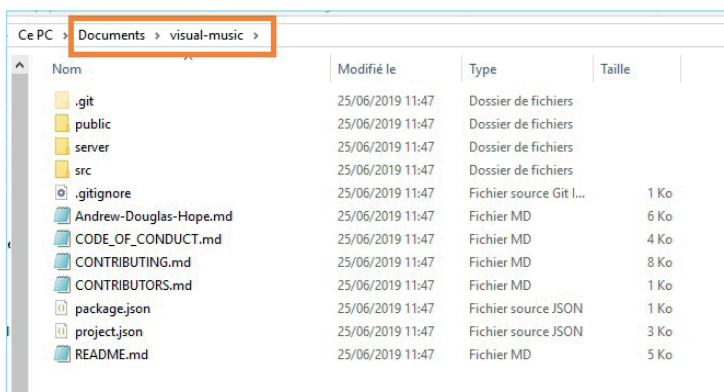 Ce PC > Documents > visual-music >
Nom Modifié le Type Taille
.git 25/06/2019 11:47 Dossier de fichiers
public 25/06/2019 11:47 Dossier de fichiers
server 25/06/2019 11:47 Dossier de fichiers
src 25/06/2019 11:47 Dossier de fichiers
.gitignore 25/06/2019 11:47 Fichier source Git I... 1 Ko
Andrew-Douglas-Hope.md 25/06/2019 11:47 Fichier MD 6 Ko
CODE_OF_CONDUCT.md 25/06/2019 11:47 Fichier MD 4 Ko
CONTRIBUTING.md 25/06/2019 11:47 Fichier MD 8 Ko
CONTRIBUTORS.md 25/06/2019 11:47 Fichier MD 1 Ko
package.json 25/06/2019 11:47 Fichier source JSON 1 Ko
project.json 25/06/2019 11:47 Fichier source JSON 3 Ko
README.md 25/06/2019 11:47 Fichier MD 5 Ko